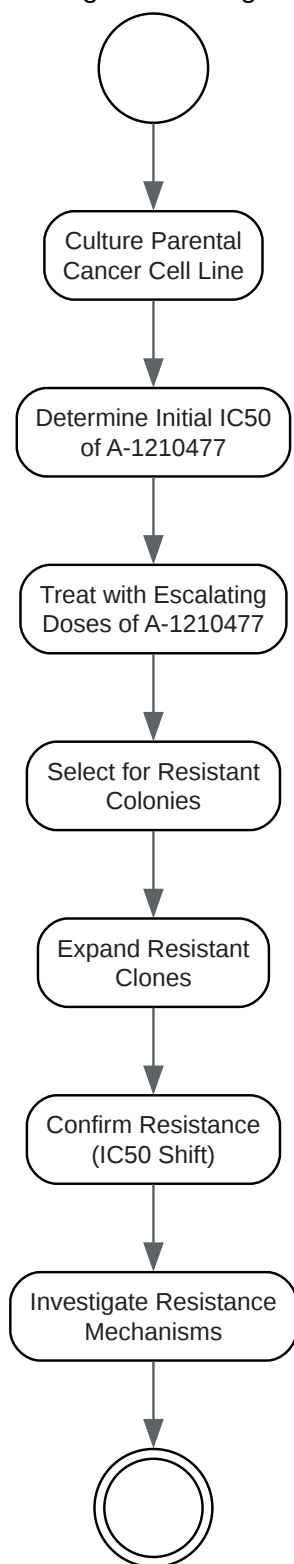 Culture Parental
Cancer Cell Line
Determine Initial IC50
of A-1210477
Treat with Escalating
Doses of A-1210477
Select for Resistant
Colonies
Expand Resistant
Clones
Confirm Resistance
(IC50 Shift)
Investigate Resistance
Mechanisms